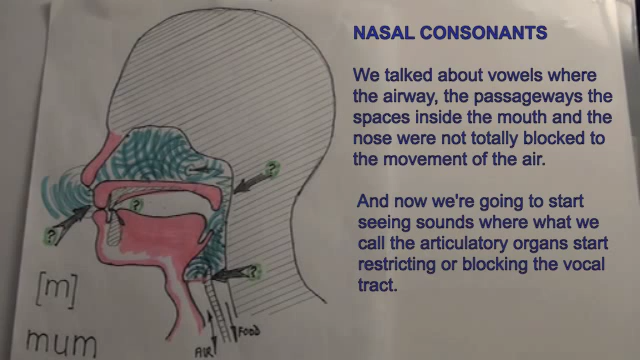 NASAL CONSONANTS
We talked about vowels where
the airway, the passageways the
spaces inside the mouth and the
nose were not totally blocked to
the movement of the air.
And now we're going to start
seeing sounds where what we
call the articulatory organs start
restricting or blocking the vocal
tract.
?
?
?
?
[m]
mum
FOOD
AIR